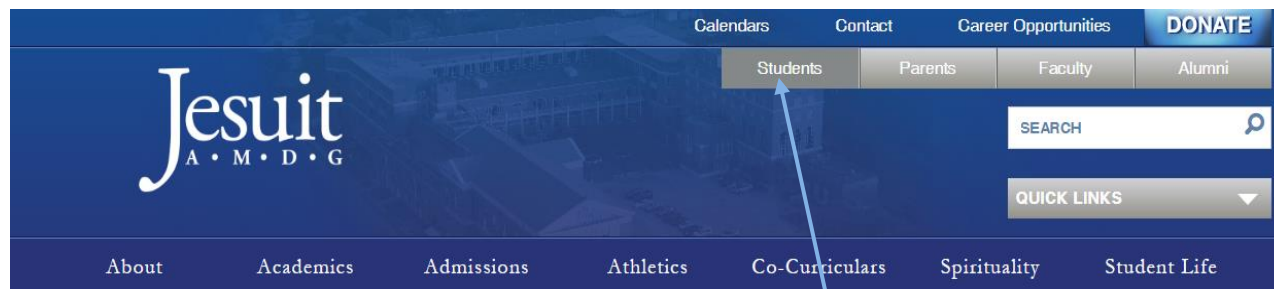 Calendars Contact Career Opportunities DONATE
Students Parents Faculty Alumni
Jesuit
A • M • D • G
SEARCH
QUICK LINKS
About Academics Admissions Athletics Co-Curriculars Spirituality Student Life